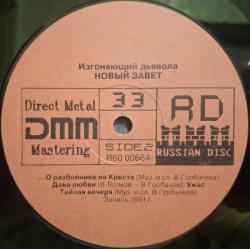 Изгоняющий дьявола
НОВЫЙ ЗАВЕТ
Direct Metal
33
RD
DMM
Mastering
SIDE 2
R60 00664
RUSSIAN DISC
...О разбойнике на Кресте (Муз. и сл. В.Горбачева)
Дева любви (В.Волков – В.Горбачев); Ужас
Тайная вечеря (Муз. и сл. В.Горбачева)
Запись 1991 г.